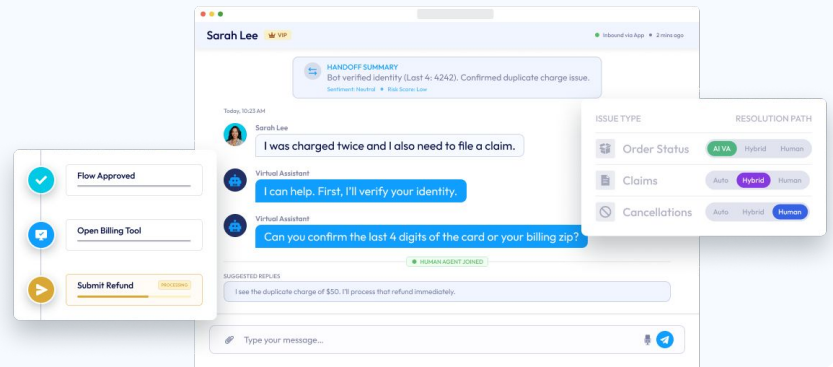 Sarah Lee VIP
Inbound via App • 2 mins ago
HANDOFF SUMMARY
Bot verified identity (Last 4: 4242). Confirmed duplicate charge issue.
Sentiment: Neutral • Risk Score: Low
Today, 10:23 AM
Sarah Lee
I was charged twice and I also need to file a claim.
Virtual Assistant
I can help. First, I'll verify your identity.
Virtual Assistant
Can you confirm the last 4 digits of the card or your billing zip?
HUMAN AGENT JOINED
SUGGESTED REPLIES
I see the duplicate charge of $50. I'll process that refund immediately.
Type your message...
Flow Approved
Open Billing Tool
Submit Refund PROCESSING
ISSUE TYPE RESOLUTION PATH
Order Status AI VA Hybrid Human
Claims Auto Hybrid Human
Cancellations Auto Hybrid Human